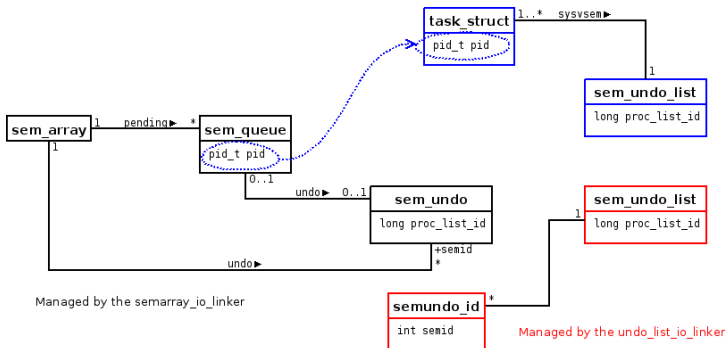 task_struct
1..* sysvsem▶
pid_t pid
1
sem_undo_list
long proc_list_id
sem_array
1 pending▶ *
sem_queue
pid_t pid
1
0..1
undo▶ 0..1
sem_undo
long proc_list_id
sem_undo_list
long proc_list_id
1
+semid
*
undo▶
Managed by the semarray_io_linker
semundo_id
*
int semid
Managed by the undo_list_io_linker